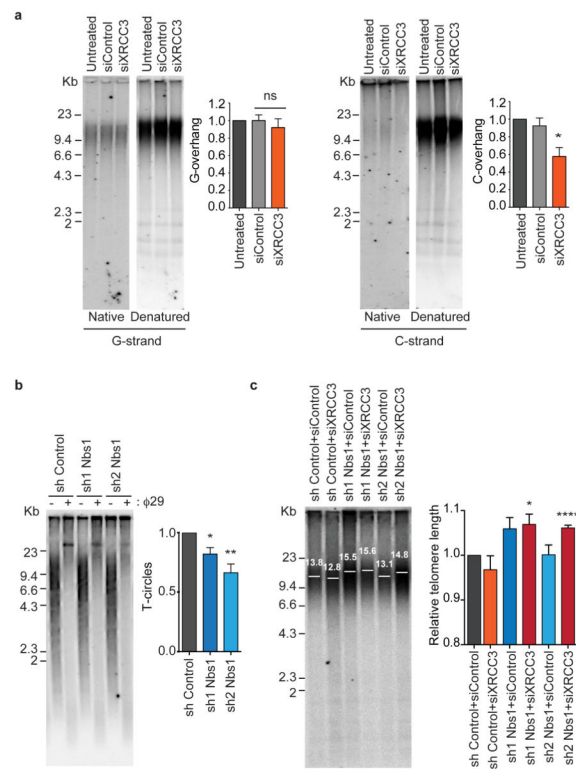 a
Untreated
siControl
siXRCC3
Untreated
siControl
siXRCC3
Kb
23
9.4
6.6
4.3
2.3
2
Native
Denatured
G-strand
G-overhang
1.2
1.0
0.8
0.6
0.4
0.2
0.0
ns
Untreated
siControl
siXRCC3
Untreated
siControl
siXRCC3
Untreated
siControl
siXRCC3
Kb
23
9.4
6.6
4.3
2.3
2
Native
Denatured
C-strand
C-overhang
1.2
1.0
0.8
0.6
0.4
0.2
0.0
*
Untreated
siControl
siXRCC3
b
sh Control
sh1 Nbs1
sh2 Nbs1
- + - + - + : ϕ29
Kb
23
9.4
6.6
4.3
2.3
2
T-circles
1.0
0.5
0.0
*
**
sh Control
sh1 Nbs1
sh2 Nbs1
c
sh Control+siControl
sh Control+siXRCC3
sh1 Nbs1+siControl
sh1 Nbs1+siXRCC3
sh2 Nbs1+siControl
sh2 Nbs1+siXRCC3
Kb
23
9.4
6.6
4.3
2.3
2
13.8
12.8
15.5
15.6
13.1
14.8
Relative telomere length
1.1
1.0
0.9
0.8
*
****
sh Control+siControl
sh Control+siXRCC3
sh1 Nbs1+siControl
sh1 Nbs1+siXRCC3
sh2 Nbs1+siControl
sh2 Nbs1+siXRCC3